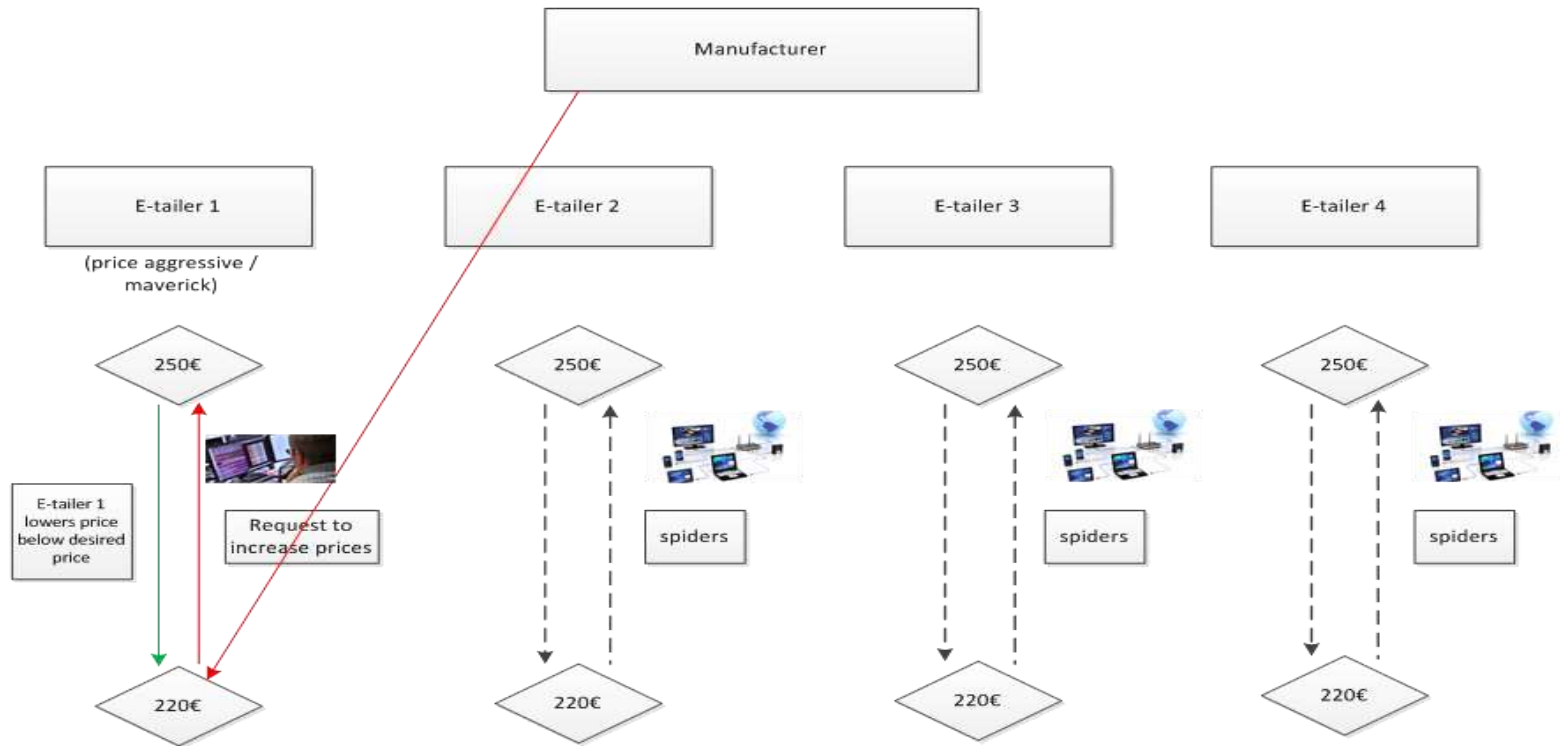 Manufacturer
E-tailer 1
E-tailer 2
E-tailer 3
E-tailer 4
(price aggressive /
maverick)
250€
250€
250€
250€
E-tailer 1
lowers price
below desired
price
Request to
increase prices
spiders
spiders
spiders
220€
220€
220€
220€